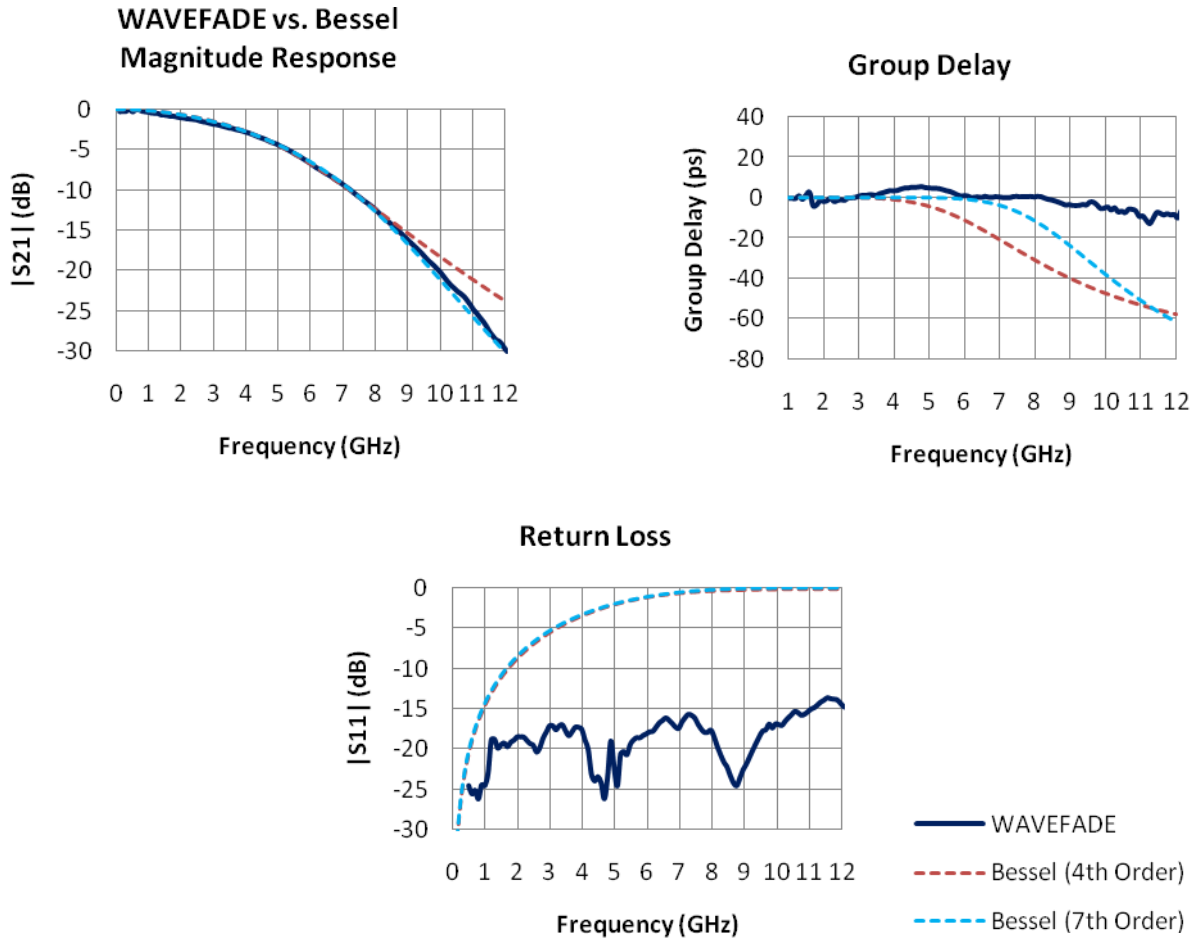 WAVEFADE vs. Bessel
Magnitude Response
|S21| (dB)
0
-5
-10
-15
-20
-25
-30
0 1 2 3 4 5 6 7 8 9 10 11 12
Frequency (GHz)
Group Delay
Group Delay (ps)
40
20
0
-20
-40
-60
-80
1 2 3 4 5 6 7 8 9 10 11 12
Frequency (GHz)
Return Loss
|S11| (dB)
0
-5
-10
-15
-20
-25
-30
0 1 2 3 4 5 6 7 8 9 10 11 12
Frequency (GHz)
WAVEFADE
Bessel (4th Order)
Bessel (7th Order)